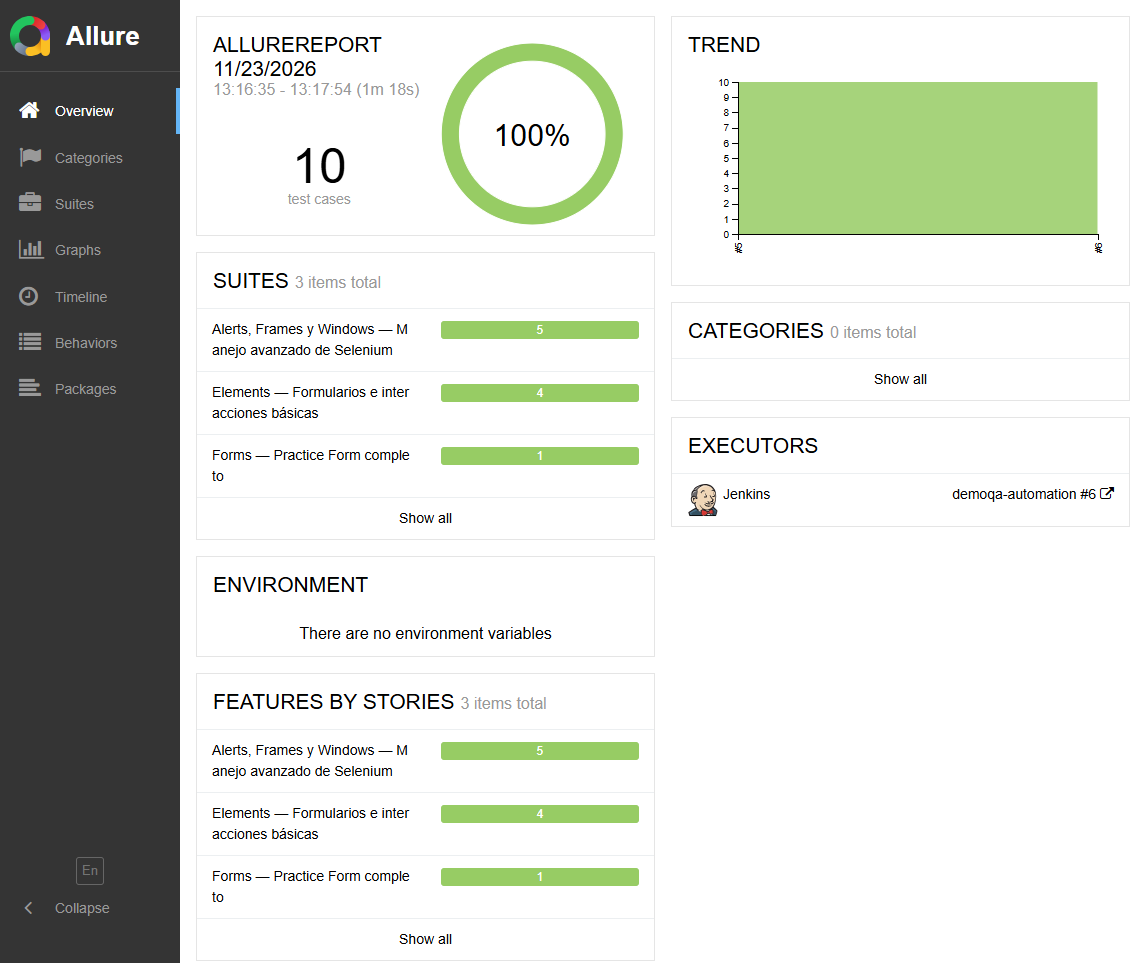 Allure
Overview
Categories
Suites
Graphs
Timeline
Behaviors
Packages
En
Collapse
ALLUREREPORT
11/23/2026
13:16:35 - 13:17:54 (1m 18s)
10
test cases
100%
SUITES 3 items total
Alerts, Frames y Windows — M
anejo avanzado de Selenium
5
Elements — Formularios e inter
acciones básicas
4
Forms — Practice Form comple
to
1
Show all
ENVIRONMENT
There are no environment variables
FEATURES BY STORIES 3 items total
Alerts, Frames y Windows — M
anejo avanzado de Selenium
5
Elements — Formularios e inter
acciones básicas
4
Forms — Practice Form comple
to
1
Show all
TREND
10
9
8
7
6
5
4
3
2
1
0
#5
#6
CATEGORIES 0 items total
Show all
EXECUTORS
Jenkins
demoqa-automation #6